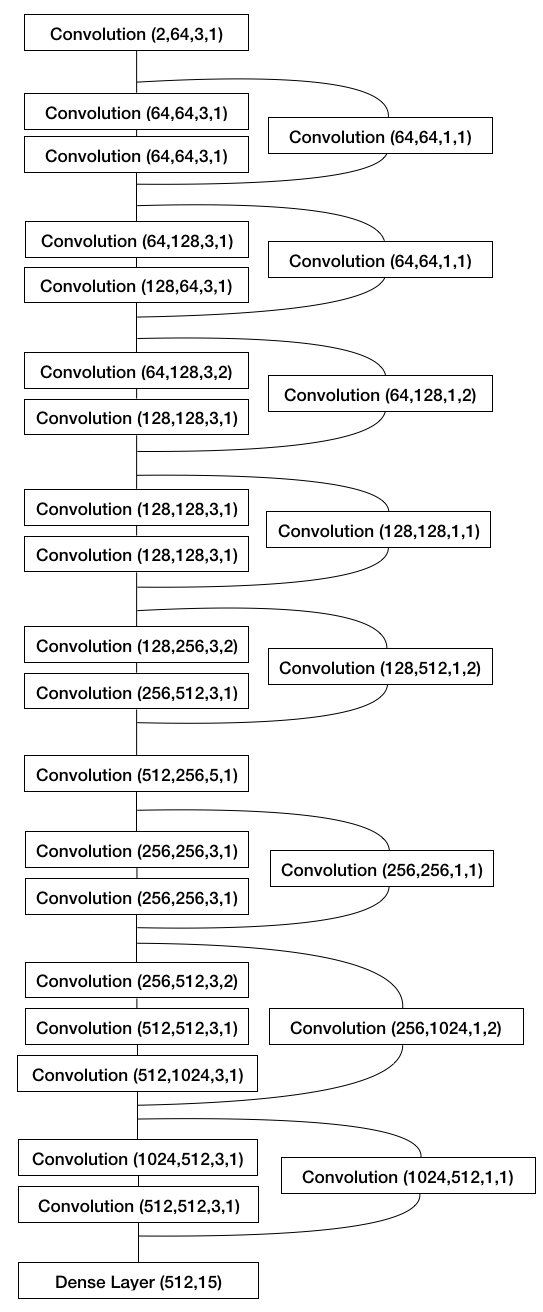 Convolution (2,64,3,1)
Convolution (64,64,3,1)
Convolution (64,64,1,1)
Convolution (64,64,3,1)
Convolution (64,128,3,1)
Convolution (64,64,1,1)
Convolution (128,64,3,1)
Convolution (64,128,3,2)
Convolution (64,128,1,2)
Convolution (128,128,3,1)
Convolution (128,128,3,1)
Convolution (128,128,1,1)
Convolution (128,128,3,1)
Convolution (128,256,3,2)
Convolution (128,512,1,2)
Convolution (256,512,3,1)
Convolution (512,256,5,1)
Convolution (256,256,3,1)
Convolution (256,256,1,1)
Convolution (256,256,3,1)
Convolution (256,512,3,2)
Convolution (512,512,3,1)
Convolution (256,1024,1,2)
Convolution (512,1024,3,1)
Convolution (1024,512,3,1)
Convolution (1024,512,1,1)
Convolution (512,512,3,1)
Dense Layer (512,15)